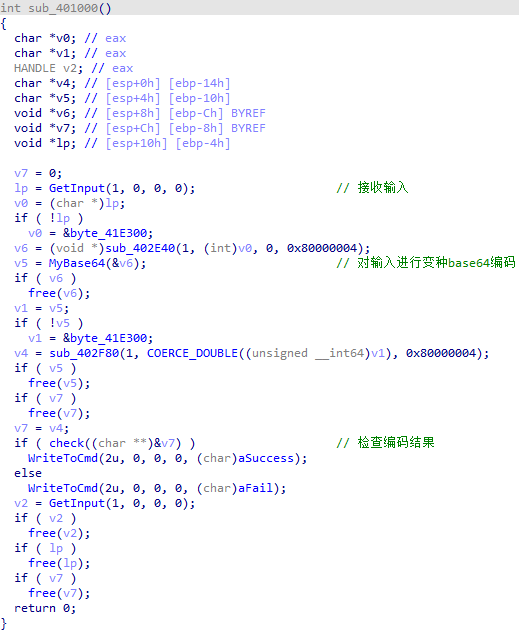 int sub_401000()
{
  char *v0; // eax
  char *v1; // eax
  HANDLE v2; // eax
  char *v4; // [esp+0h] [ebp-14h]
  char *v5; // [esp+4h] [ebp-10h]
  void *v6; // [esp+8h] [ebp-Ch] BYREF
  void *v7; // [esp+Ch] [ebp-8h] BYREF
  void *lp; // [esp+10h] [ebp-4h]

  v7 = 0;
  lp = GetInput(1, 0, 0, 0); // 接收输入
  v0 = (char *)lp;
  if ( !lp )
    v0 = &byte_41E300;
  v6 = (void *)sub_402E40(1, (int)v0, 0, 0x80000004);
  v5 = MyBase64(&v6); // 对输入进行变种base64编码
  if ( v6 )
    free(v6);
  v1 = v5;
  if ( !v5 )
    v1 = &byte_41E300;
  v4 = sub_402F80(1, COERCE_DOUBLE((unsigned __int64)v1), 0x80000004);
  if ( v5 )
    free(v5);
  if ( v7 )
    free(v7);
  v7 = v4;
  if ( check((char **)&v7) ) // 检查编码结果
    WriteToCmd(2u, 0, 0, 0, (char)aSuccess);
  else
    WriteToCmd(2u, 0, 0, 0, (char)aFail);
  v2 = GetInput(1, 0, 0, 0);
  if ( v2 )
    free(v2);
  if ( lp )
    free(lp);
  if ( v7 )
    free(v7);
  return 0;
}